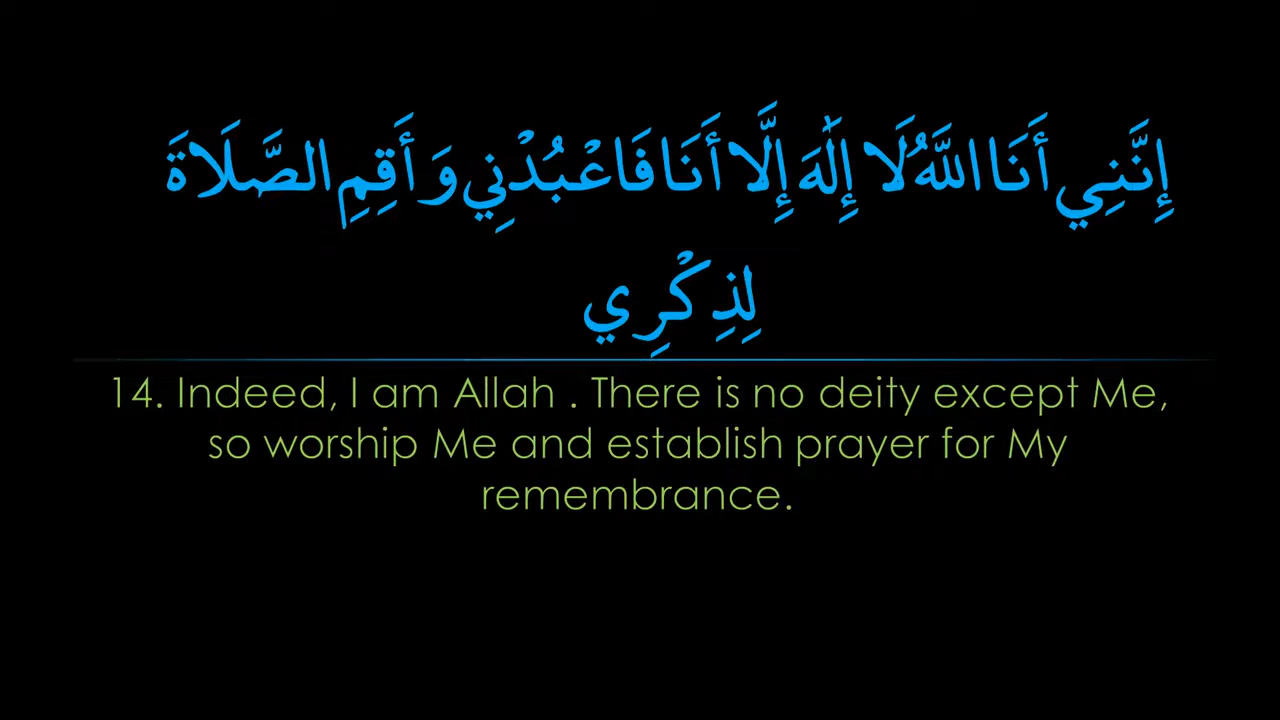 إِنَّنِي أَنَا اللَّهُ لَا إِلَٰهَ إِلَّا أَنَا فَاعْبُدْنِي وَأَقِمِ الصَّلَاةَ
لِذِكْرِي
14. Indeed, I am Allah . There is no deity except Me,
so worship Me and establish prayer for My
remembrance.